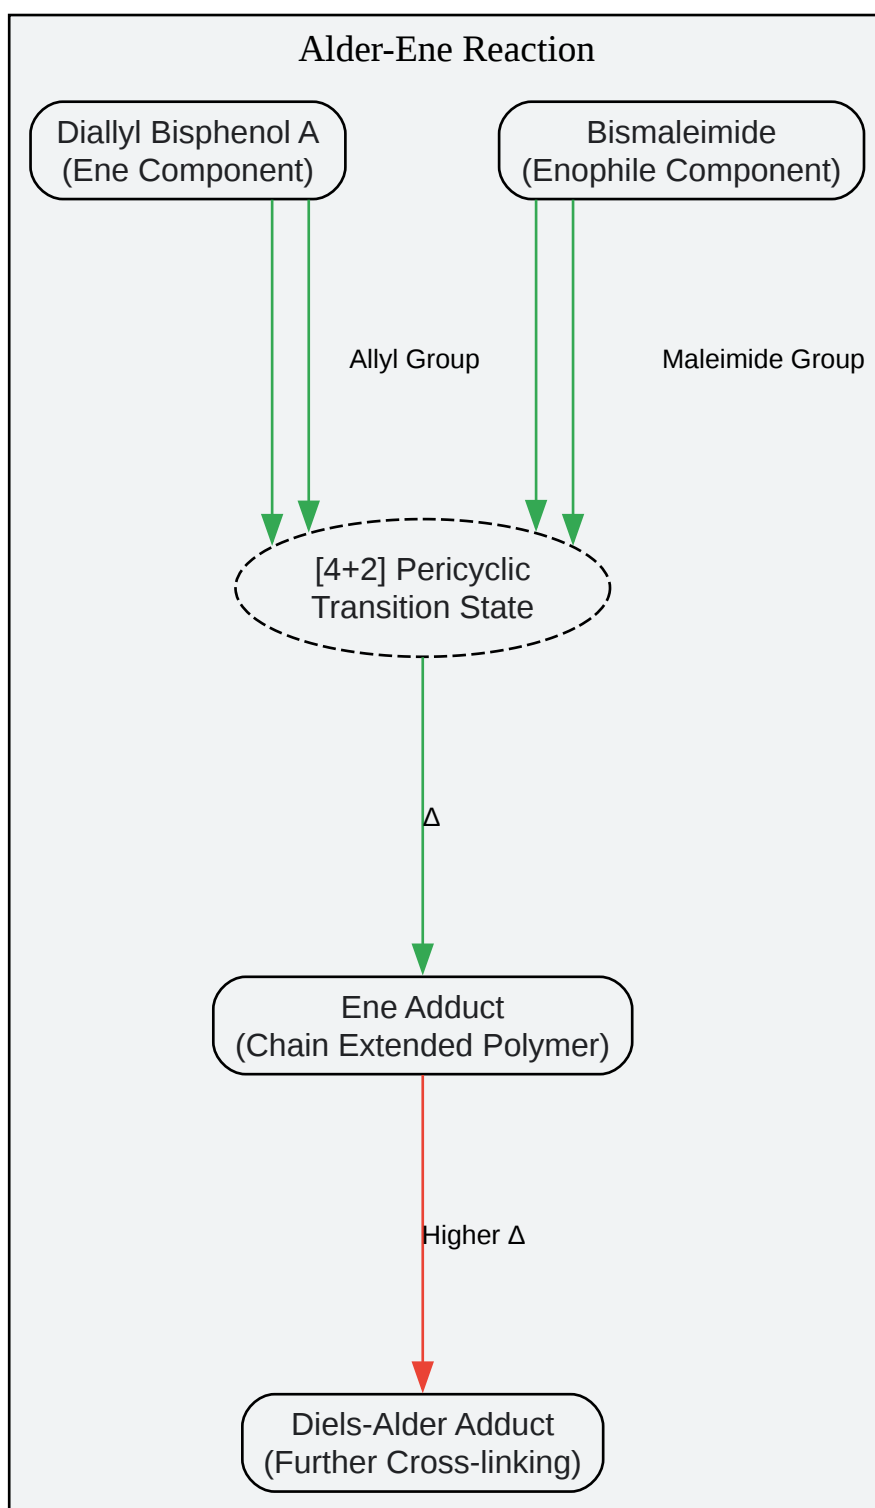 Alder-Ene Reaction
Diallyl Bisphenol A
(Ene Component)
Bismaleimide
(Enophile Component)
Allyl Group
Maleimide Group
[4+2] Pericyclic
Transition State
Δ
Ene Adduct
(Chain Extended Polymer)
Higher Δ
Diels-Alder Adduct
(Further Cross-linking)